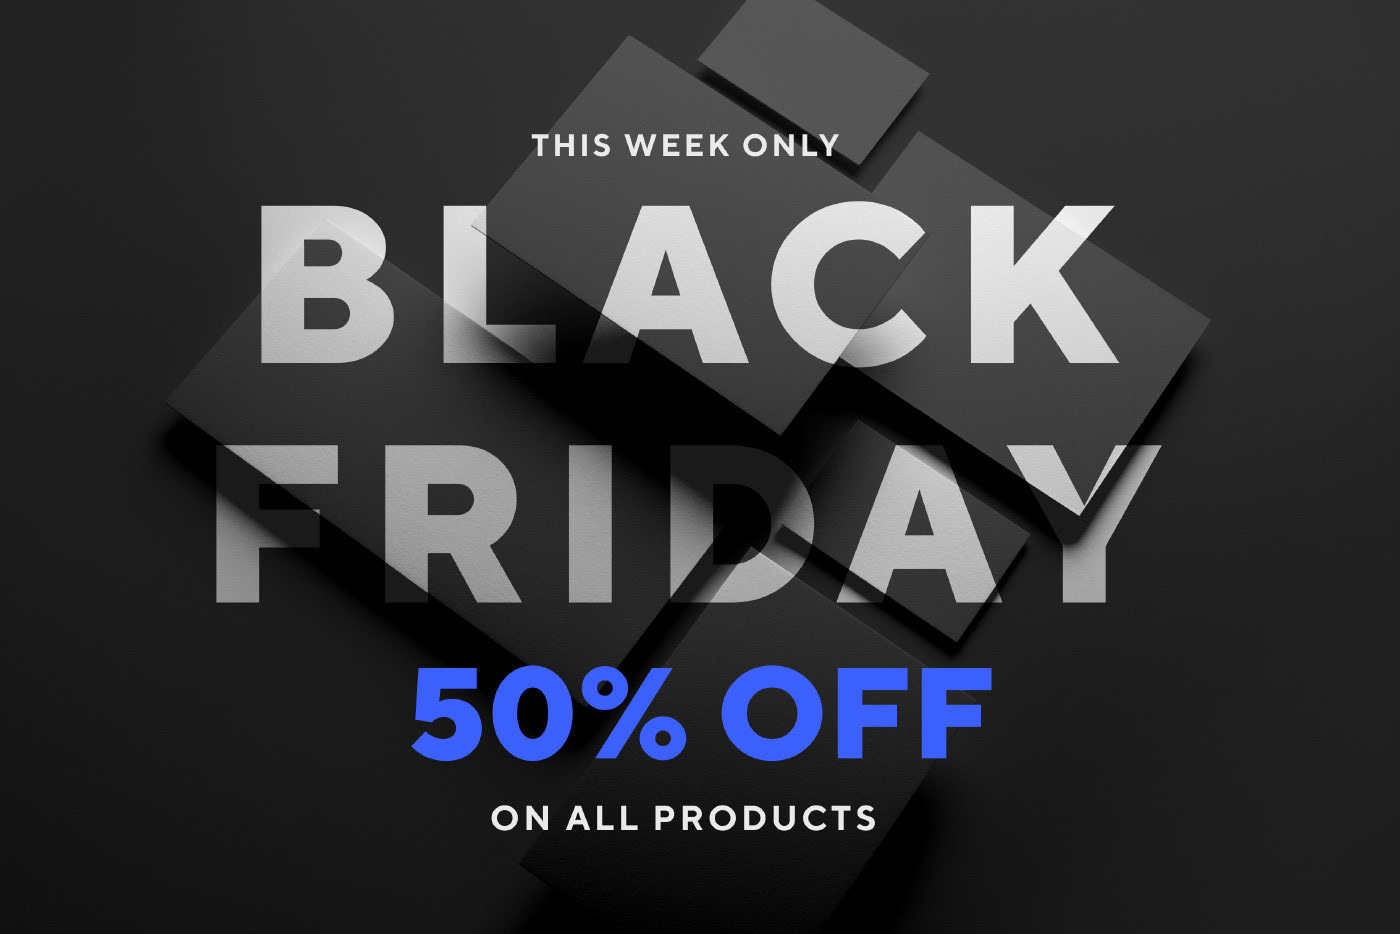 THIS WEEK ONLY
BLACK
FRIDAY
50% OFF
ON ALL PRODUCTS